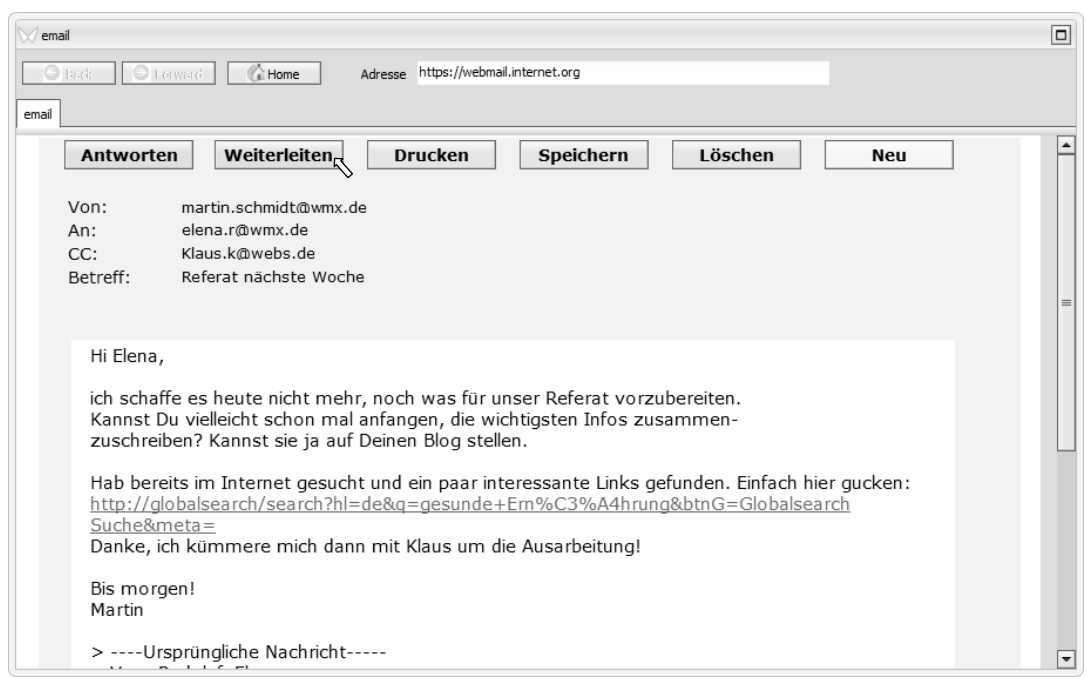 email
Back Forward Home Adresse https://webmail.internet.org
email
Antworten Weiterleiten Drucken Speichern Löschen Neu
Von: martin.schmidt@wmx.de
An: elena.r@wmx.de
CC: Klaus.k@webs.de
Betreff: Referat nächste Woche
Hi Elena,
ich schaffe es heute nicht mehr, noch was für unser Referat vorzubereiten.
Kannst Du vielleicht schon mal anfangen, die wichtigsten Infos zusammen-
zuschreiben? Kannst sie ja auf Deinen Blog stellen.
Hab bereits im Internet gesucht und ein paar interessante Links gefunden. Einfach hier gucken:
http://globalsearch/search?hl=de&q=gesunde+Ern%C3%A4hrung&btnG=Globalsearch
Suche&meta=
Danke, ich kümmere mich dann mit Klaus um die Ausarbeitung!
Bis morgen!
Martin
> ----Ursprüngliche Nachricht-----